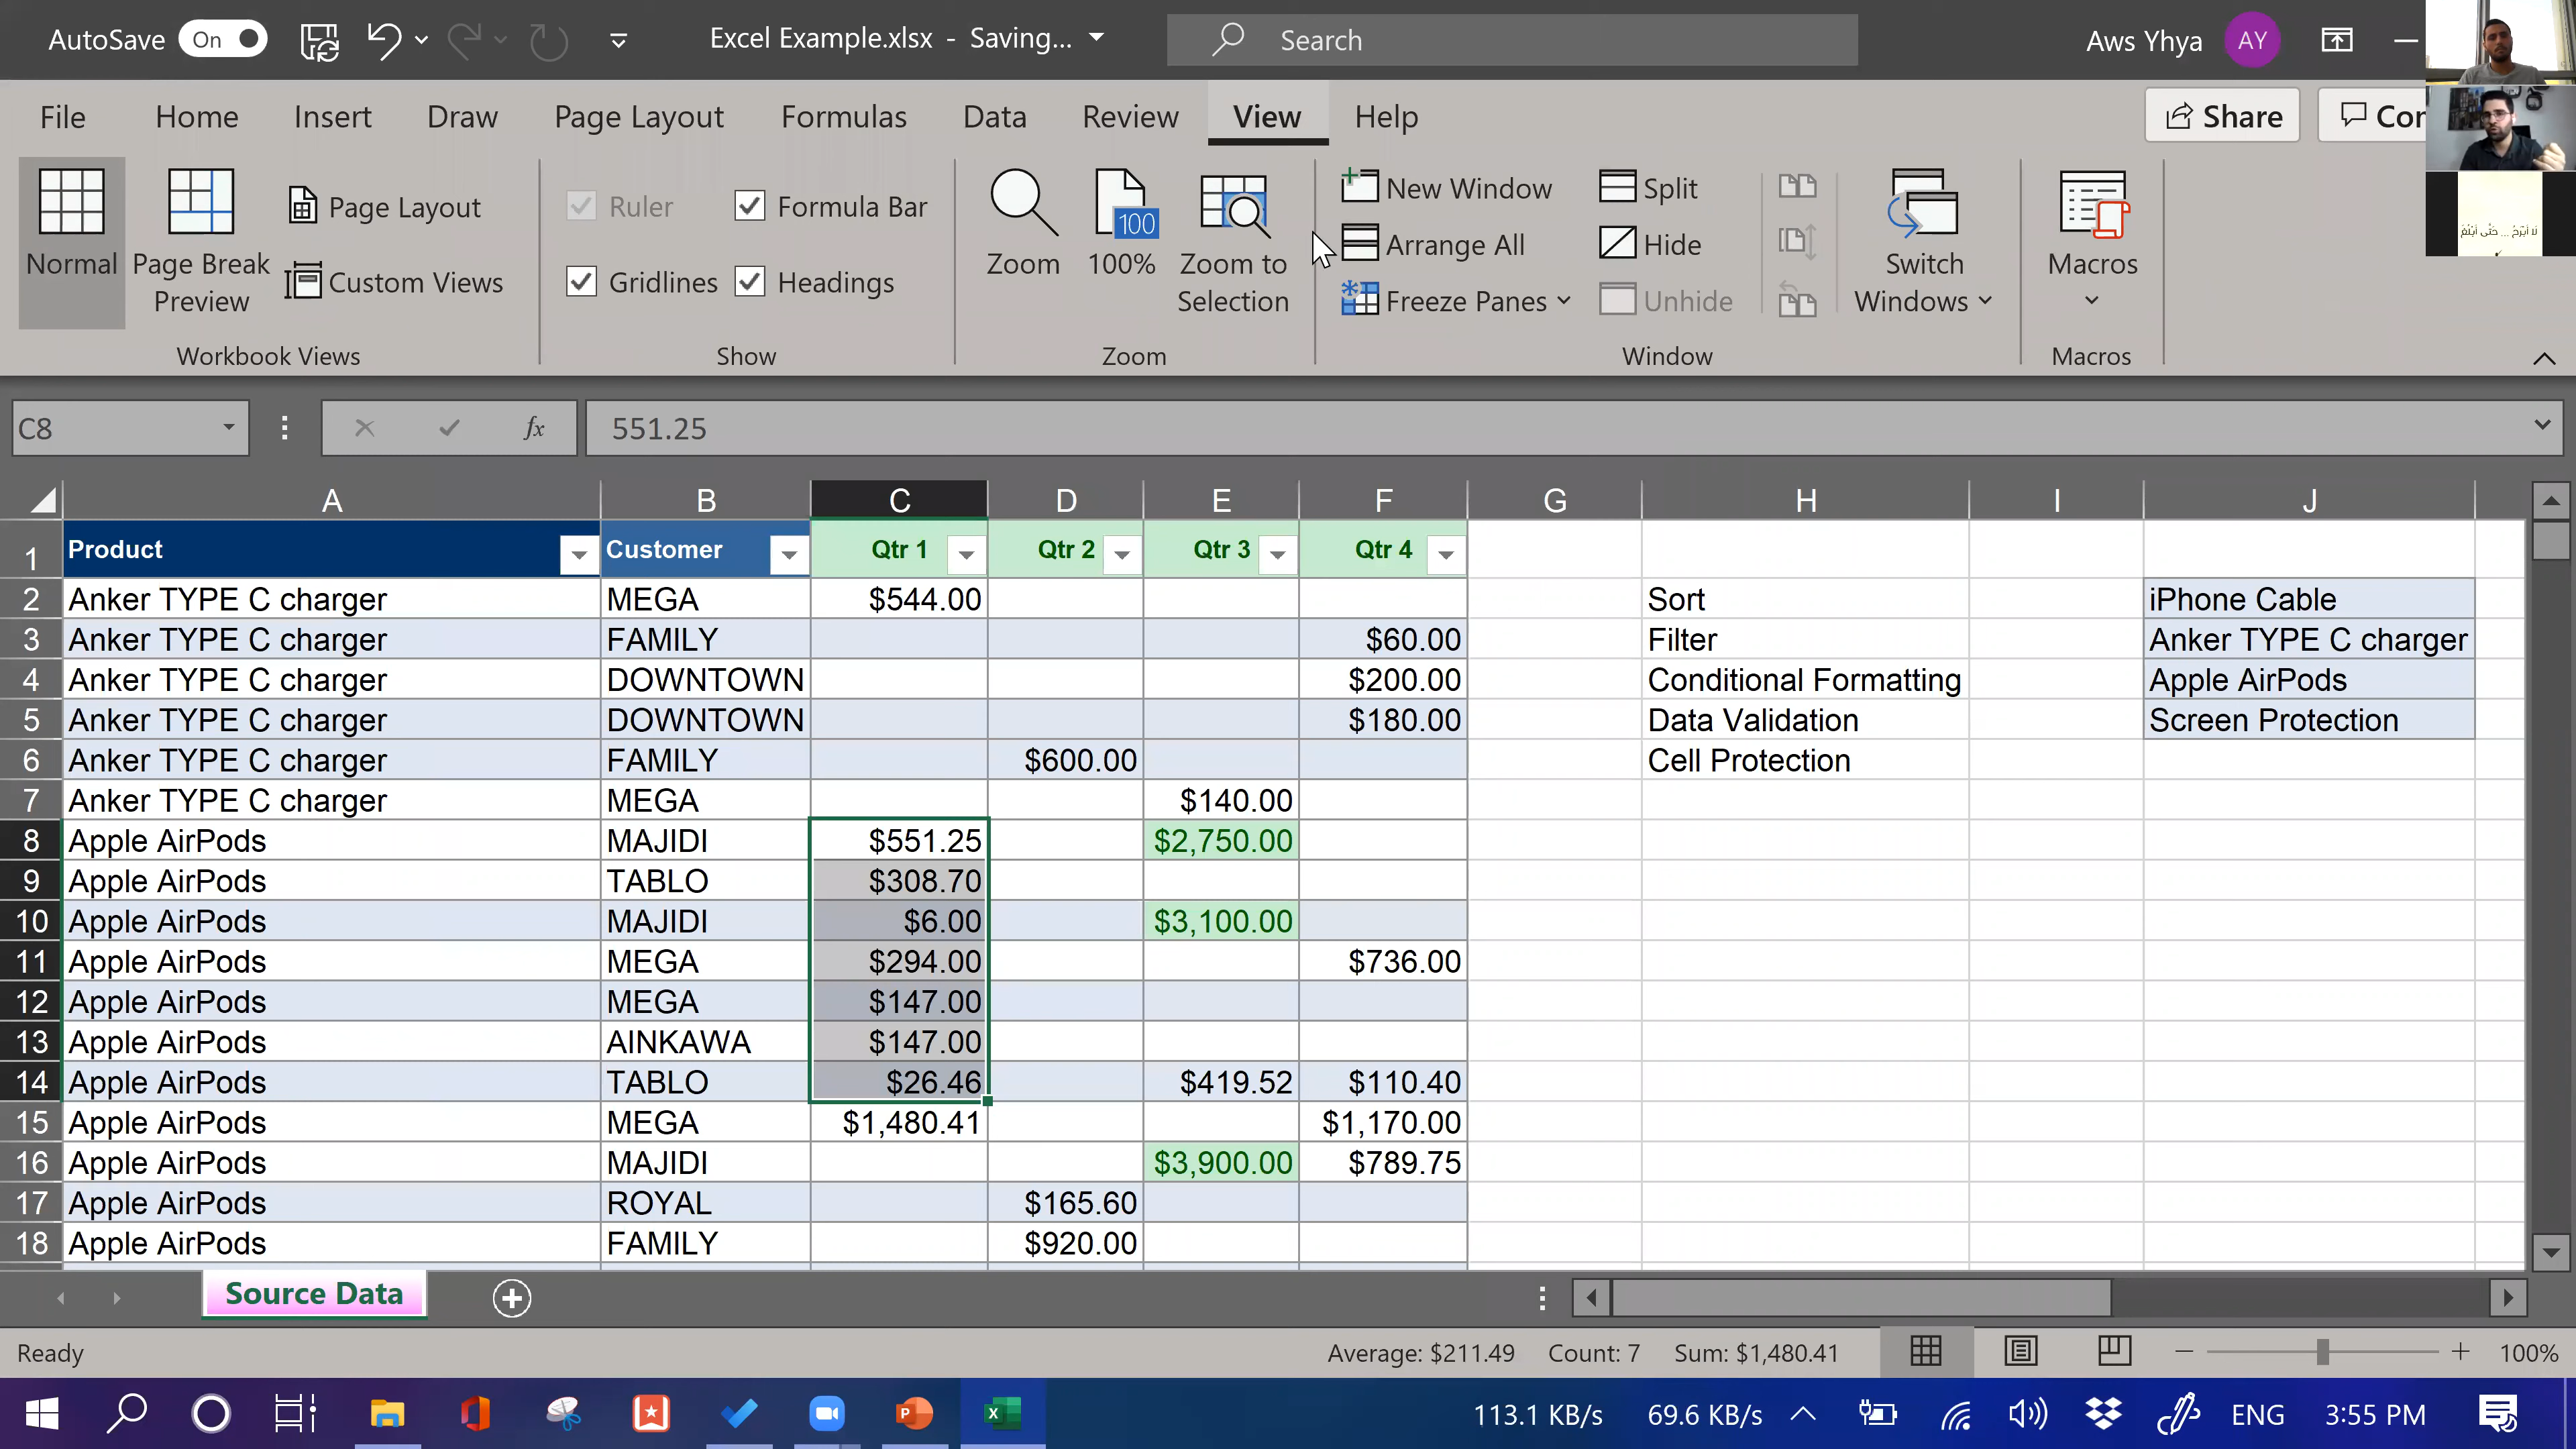 AutoSave On Excel Example.xlsx - Saving... Search Aws Yhya AY
File Home Insert Draw Page Layout Formulas Data Review View Help Share
Normal
Page Break Preview
Page Layout
Custom Views
Workbook Views
Ruler Formula Bar
Gridlines Headings
Show
Zoom
100
100%
Zoom to Selection
Zoom
New Window
Arrange All
Freeze Panes
Split
Hide
Unhide
Switch Windows
Window
Macros
Macros
لَا أَبْرَحُ ... حَتَّى أَبْلُغَ
C8 fx 551.25
A B C D E F G H I J
1 Product Customer Qtr 1 Qtr 2 Qtr 3 Qtr 4
2 Anker TYPE C charger MEGA $544.00 Sort iPhone Cable
3 Anker TYPE C charger FAMILY $60.00 Filter Anker TYPE C charger
4 Anker TYPE C charger DOWNTOWN $200.00 Conditional Formatting Apple AirPods
5 Anker TYPE C charger DOWNTOWN $180.00 Data Validation Screen Protection
6 Anker TYPE C charger FAMILY $600.00 Cell Protection
7 Anker TYPE C charger MEGA $140.00
8 Apple AirPods MAJIDI $551.25 $2,750.00
9 Apple AirPods TABLO $308.70
10 Apple AirPods MAJIDI $6.00 $3,100.00
11 Apple AirPods MEGA $294.00 $736.00
12 Apple AirPods MEGA $147.00
13 Apple AirPods AINKAWA $147.00
14 Apple AirPods TABLO $26.46 $419.52 $110.40
15 Apple AirPods MEGA $1,480.41 $1,170.00
16 Apple AirPods MAJIDI $3,900.00 $789.75
17 Apple AirPods ROYAL $165.60
18 Apple AirPods FAMILY $920.00
Source Data
Ready Average: $211.49 Count: 7 Sum: $1,480.41 100%
113.1 KB/s 69.6 KB/s ENG 3:55 PM